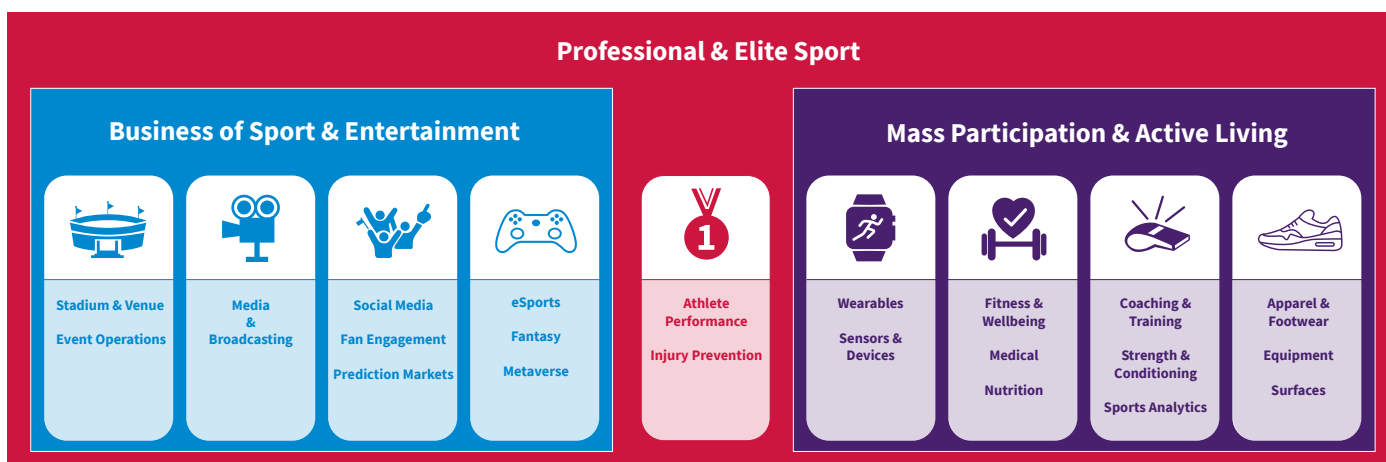 Professional & Elite Sport
Business of Sport & Entertainment
Stadium & Venue
Event Operations
Media
&
Broadcasting
Social Media
Fan Engagement
Prediction Markets
eSports
Fantasy
Metaverse
1
Athlete
Performance
Injury Prevention
Mass Participation & Active Living
Wearables
Sensors &
Devices
Fitness &
Wellbeing
Medical
Nutrition
Coaching &
Training
Strength &
Conditioning
Sports Analytics
Apparel &
Footwear
Equipment
Surfaces